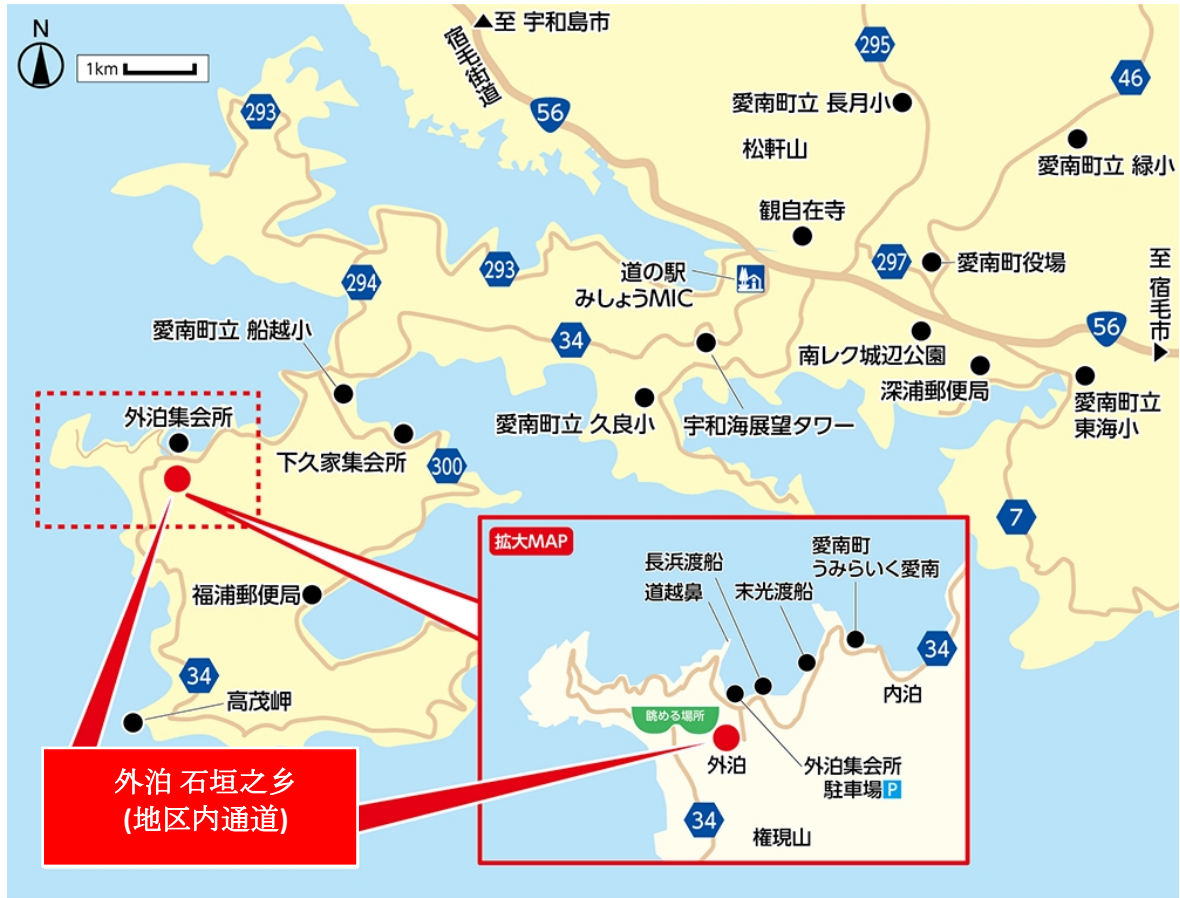 N
1km
至 宇和島市
宿毛街道
56
295
46
293
愛南町立 長月小
松軒山
愛南町立 緑小
観自在寺
293
294
道の駅
みしょうMIC
297
愛南町役場
至 宿毛市
愛南町立 船越小
34
56
南レク城辺公園
深浦郵便局
外泊集会所
愛南町立 久良小
宇和海展望タワー
愛南町立
東海小
下久家集会所
300
7
福浦郵便局
34
高茂岬
外泊 石垣之乡
(地区内通道)
拡大MAP
長浜渡船
道越鼻
末光渡船
愛南町
うみらいく愛南
34
内泊
眺める場所
外泊
外泊集会所
駐車場P
34
権現山